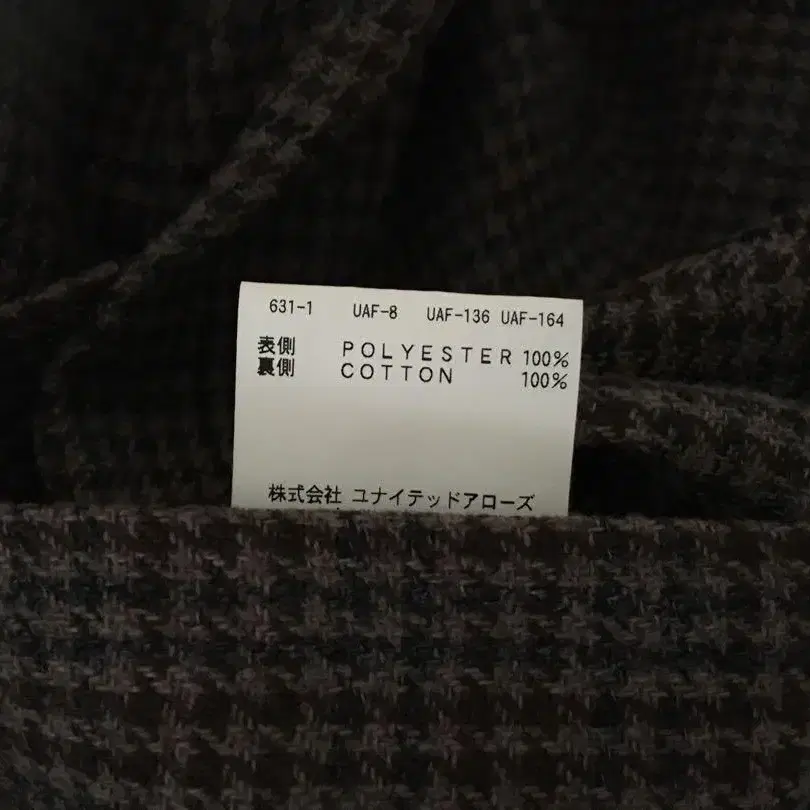 631-1 UAF-8 UAF-136 UAF-164
表側 POLYESTER 100%
裏側 COTTON 100%
株式会社 ユナイテッドアローズ